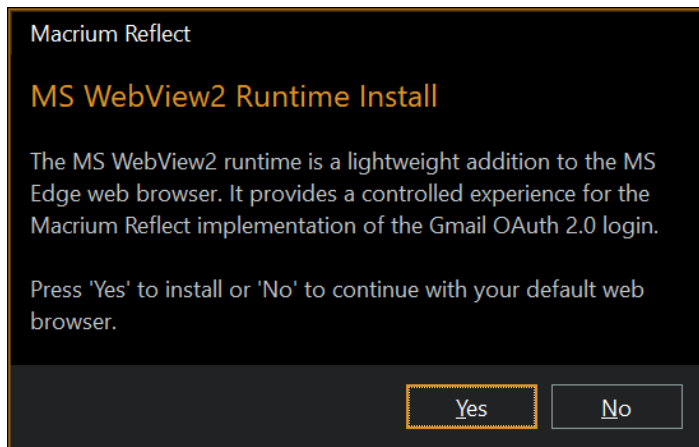 Macrium Reflect
MS WebView2 Runtime Install
The MS WebView2 runtime is a lightweight addition to the MS
Edge web browser. It provides a controlled experience for the
Macrium Reflect implementation of the Gmail OAuth 2.0 login.
Press 'Yes' to install or 'No' to continue with your default web
browser.
Yes
No